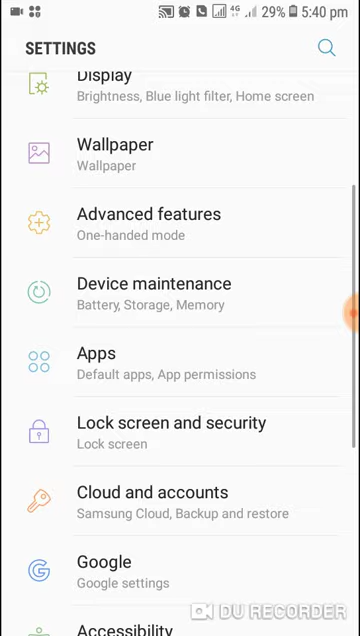 4G
29% 5:40 pm
SETTINGS
Display
Brightness, Blue light filter, Home screen
Wallpaper
Wallpaper
Advanced features
One-handed mode
Device maintenance
Battery, Storage, Memory
Apps
Default apps, App permissions
Lock screen and security
Lock screen
Cloud and accounts
Samsung Cloud, Backup and restore
Google
Google settings
DU RECORDER
Accessibility